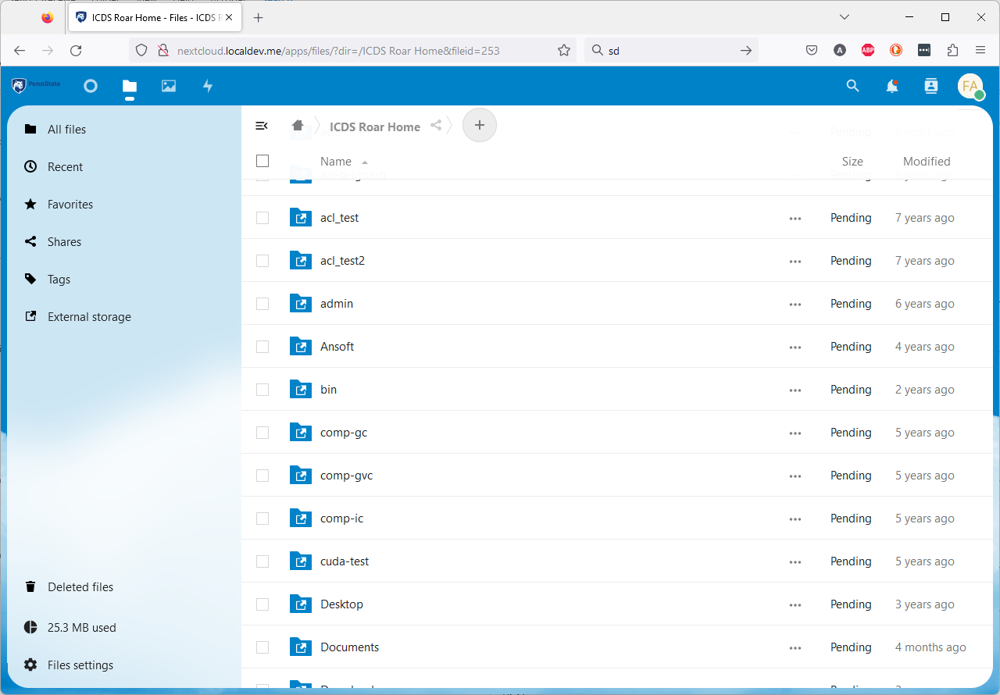 ICDS Roar Home - Files - ICDS R
nextcloud.localdev.me/apps/files/?dir=/ICDS Roar Home&fileid=253
sd
A
ABP
PennState
FA
All files
Recent
Favorites
Shares
Tags
External storage
Deleted files
25.3 MB used
Files settings
ICDS Roar Home
Name Size Modified
acl_test Pending 7 years ago
acl_test2 Pending 7 years ago
admin Pending 6 years ago
Ansoft Pending 4 years ago
bin Pending 2 years ago
comp-gc Pending 5 years ago
comp-gvc Pending 5 years ago
comp-ic Pending 5 years ago
cuda-test Pending 5 years ago
Desktop Pending 3 years ago
Documents Pending 4 months ago